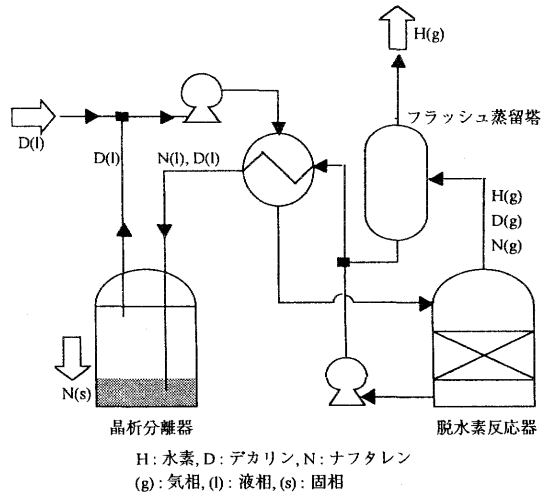 H(g)
フラッシュ蒸留塔
D(l)
D(l)
N(l), D(l)
H(g)
D(g)
N(g)
N(s)
晶析分離器
脱水素反応器
H : 水素, D : デカリン, N : ナフタレン
(g) : 気相, (l) : 液相, (s) : 固相